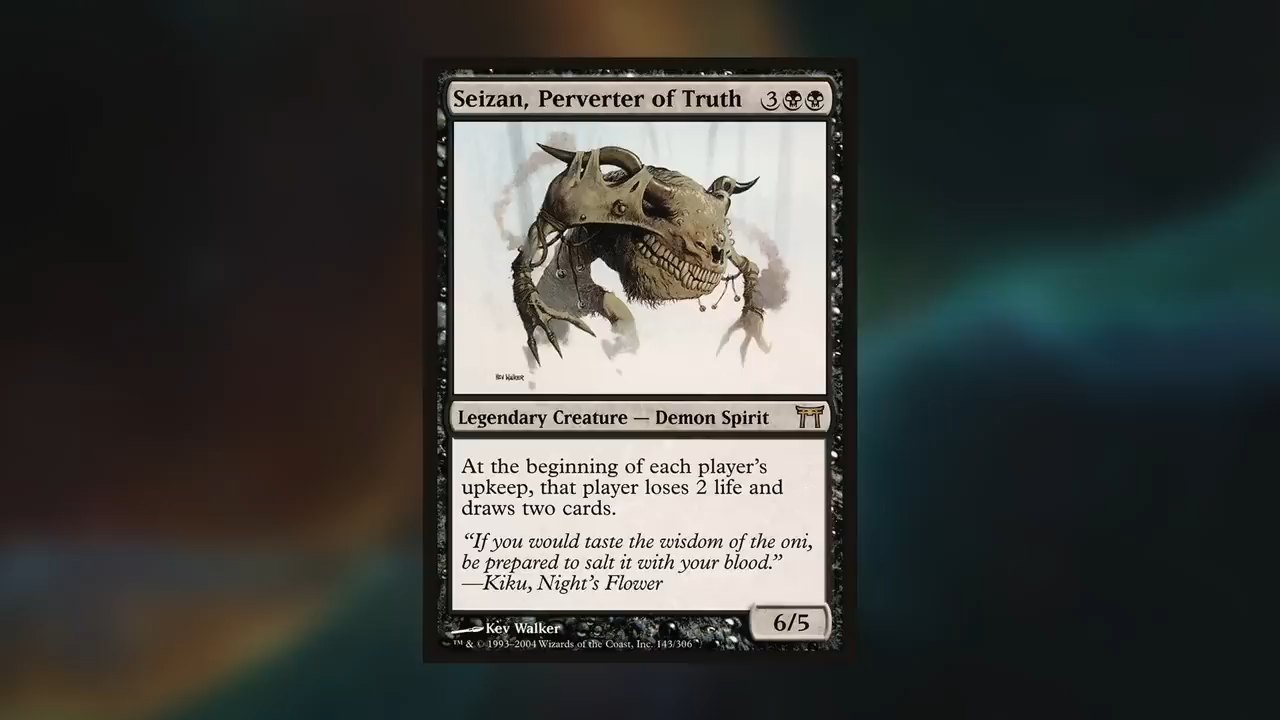 Seizan, Perverter of Truth 3
Kev Walker
Legendary Creature — Demon Spirit
At the beginning of each player's
upkeep, that player loses 2 life and
draws two cards.
“If you would taste the wisdom of the oni,
be prepared to salt it with your blood.”
—Kiku, Night's Flower
6/5
Kev Walker
™ & © 1993–2004 Wizards of the Coast, Inc. 143/306